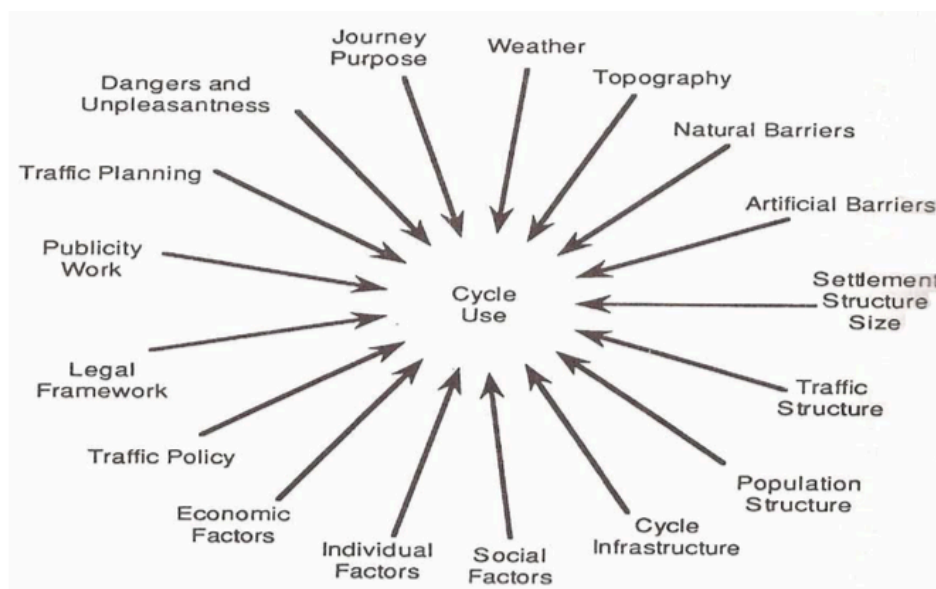 Journey
Purpose
Weather
Topography
Natural Barriers
Artificial Barriers
Settlement
Structure
Size
Traffic
Structure
Population
Structure
Cycle
Infrastructure
Social
Factors
Individual
Factors
Economic
Factors
Traffic Policy
Legal
Framework
Publicity
Work
Traffic Planning
Dangers and
Unpleasantness
Cycle
Use